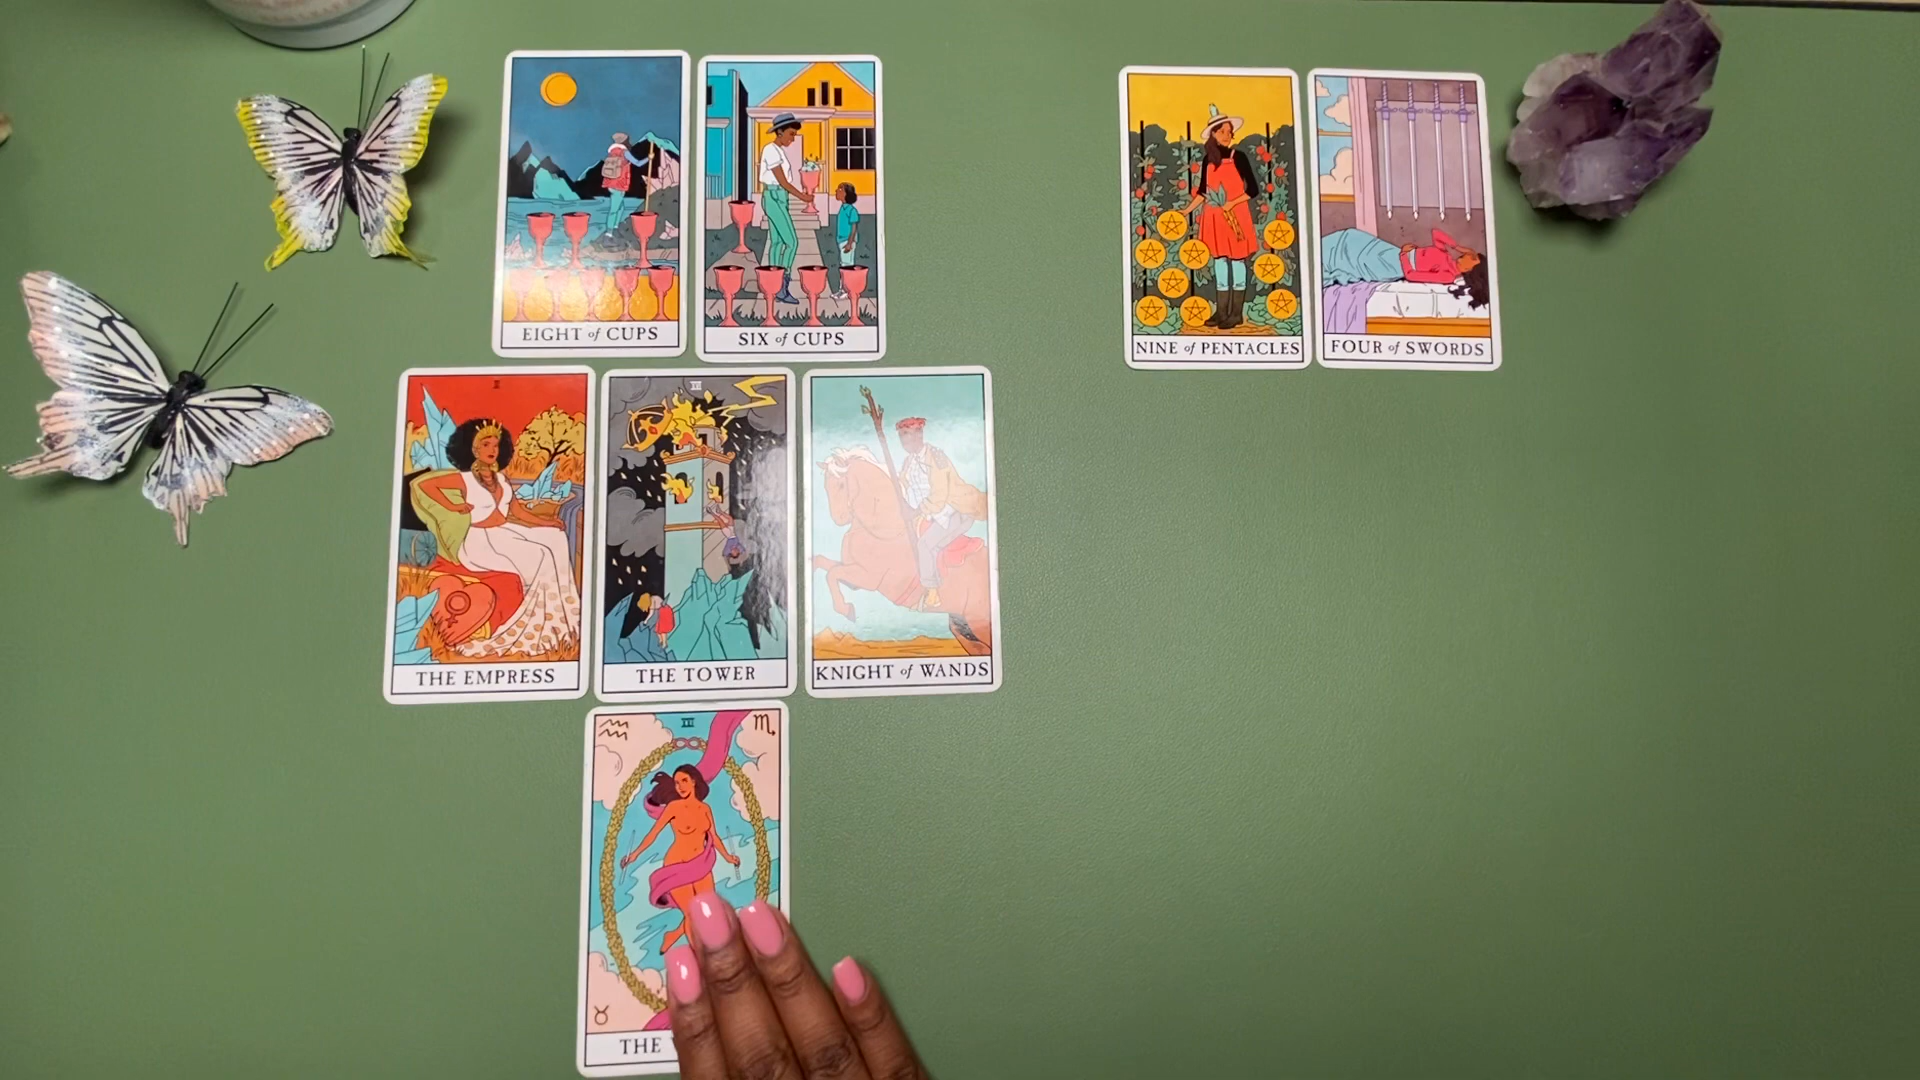 EIGHT of CUPS
SIX of CUPS
NINE of PENTACLES
FOUR of SWORDS
THE EMPRESS
THE TOWER
KNIGHT of WANDS
XXI
THE